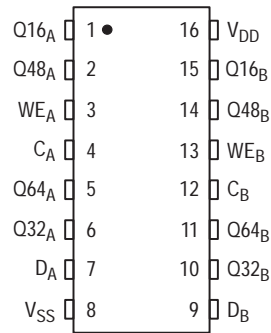 Q16A 1 16 VDD
Q48A 2 15 Q16B
WEA 3 14 Q48B
CA 4 13 WEB
Q64A 5 12 CB
Q32A 6 11 Q64B
DA 7 10 Q32B
VSS 8 9 DB